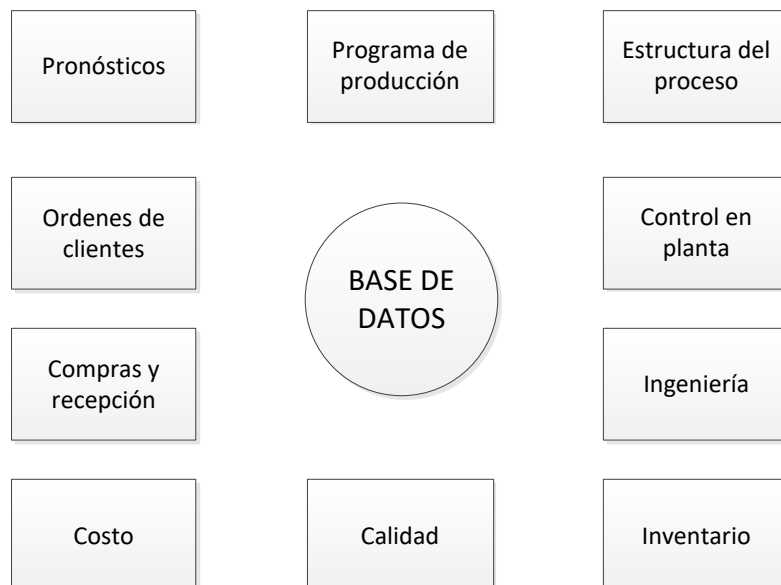 Pronósticos
Programa de
producción
Estructura del
proceso
Ordenes de
clientes
BASE DE
DATOS
Control en
planta
Compras y
recepción
Ingeniería
Costo
Calidad
Inventario